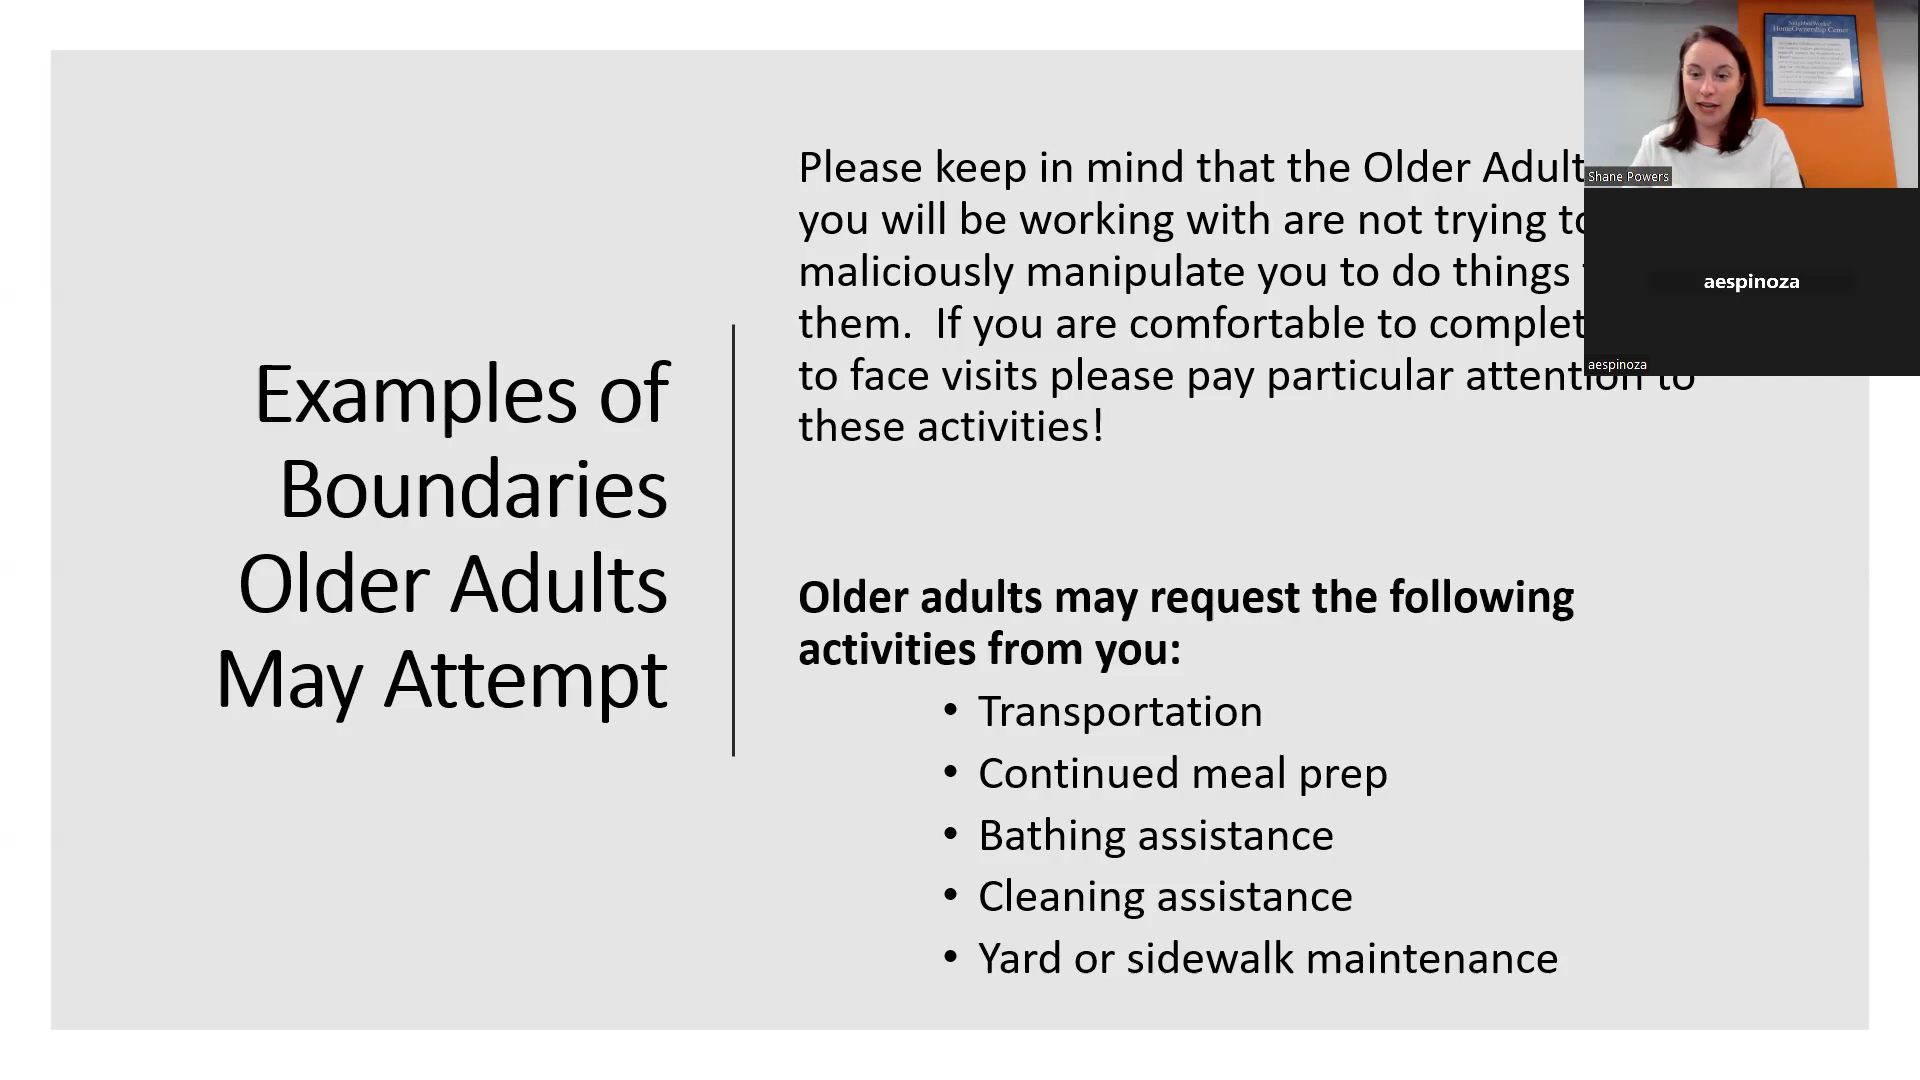 Examples of
Boundaries
Older Adults
May Attempt
Please keep in mind that the Older Adult
you will be working with are not trying to
maliciously manipulate you to do things
them. If you are comfortable to complet
to face visits please pay particular attention to
these activities!
Older adults may request the following
activities from you:
• Transportation
• Continued meal prep
• Bathing assistance
• Cleaning assistance
• Yard or sidewalk maintenance
NeighborWorks®
HomeOwnership Center
Shane Powers
aespinoza
aespinoza